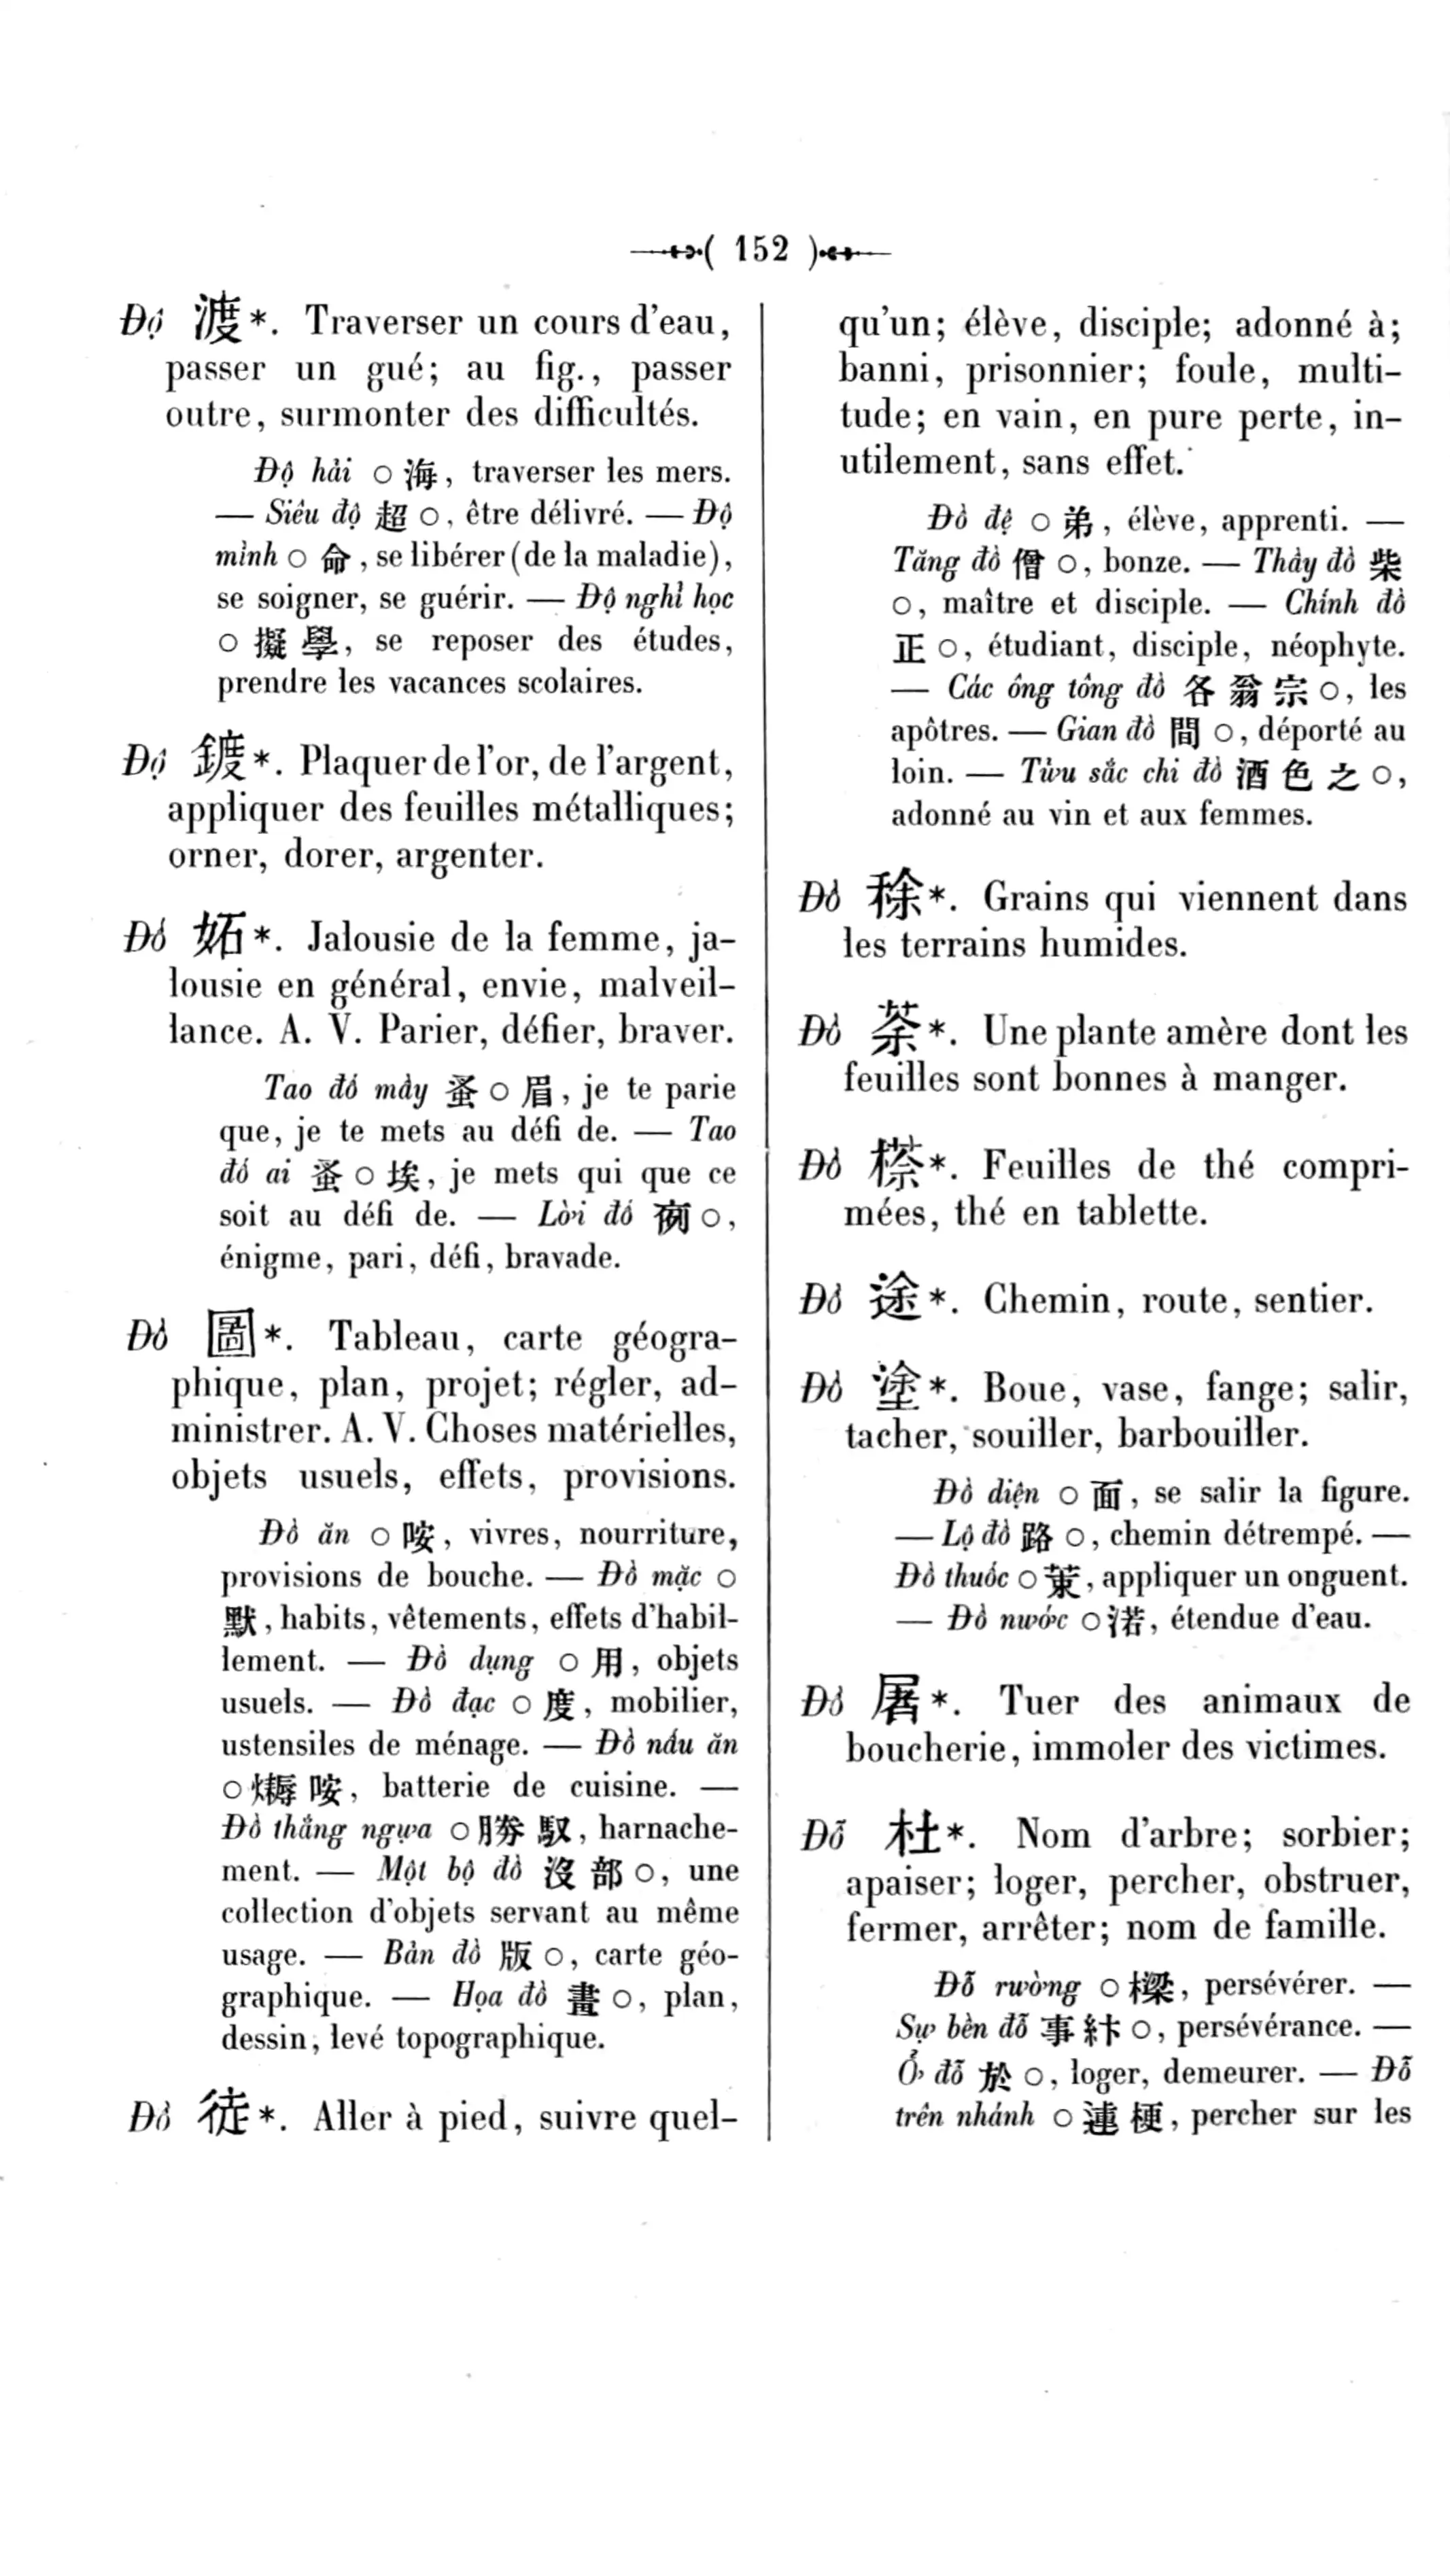 ( 152 )
Độ 渡*. Traverser un cours d'eau,
passer un gué; au fig., passer
outre, surmonter des difficultés.
Độ hải ○ 海, traverser les mers.
— Siêu độ 超 ○, être délivré. — Độ
mình ○ 命, se libérer (de la maladie),
se soigner, se guérir. — Độ nghỉ học
○ 擬 學, se reposer des études,
prendre les vacances scolaires.
Độ 鍍*. Plaquer de l'or, de l'argent,
appliquer des feuilles métalliques;
orner, dorer, argenter.
Đố 妬*. Jalousie de la femme, ja-
lousie en général, envie, malveil-
lance. A. V. Parier, défier, braver.
Tao đố mầy 蚤 ○ 眉, je te parie
que, je te mets au défi de. — Tao
đố ai 蚤 ○ 埃, je mets qui que ce
soit au défi de. — Lời đố ○,
énigme, pari, défi, bravade.
Đồ 圖*. Tableau, carte géogra-
phique, plan, projet; régler, ad-
ministrer. A. V. Choses matérielles,
objets usuels, effets, provisions.
Đồ ăn ○ 咹, vivres, nourriture,
provisions de bouche. — Đồ mặc ○
默, habits, vêtements, effets d'habil-
lement. — Đồ dụng ○ 用, objets
usuels. — Đồ đạc ○ 度, mobilier,
ustensiles de ménage. — Đồ nấu ăn
○ 咹, batterie de cuisine. —
Đồ thắng ngựa ○ 勝 馭, harnache-
ment. — Một bộ đồ 沒 部 ○, une
collection d'objets servant au même
usage. — Bản đồ 版 ○, carte géo-
graphique. — Họa đồ 畫 ○, plan,
dessin, levé topographique.
Đồ 徒*. Aller à pied, suivre quel-
qu'un; élève, disciple; adonné à;
banni, prisonnier; foule, multi-
tude; en vain, en pure perte, in-
utilement, sans effet.
Đồ đệ ○ 弟, élève, apprenti. —
Tăng đồ 僧 ○, bonze. — Thầy đồ 柴
○, maître et disciple. — Chính đồ
正 ○, étudiant, disciple, néophyte.
— Các ông tông đồ 各 翁 宗 ○, les
apôtres. — Gian đồ 間 ○, déporté au
loin. — Tửu sắc chi đồ 酒 色 之 ○,
adonné au vin et aux femmes.
Đồ 稌*. Grains qui viennent dans
les terrains humides.
Đồ 荼*. Une plante amère dont les
feuilles sont bonnes à manger.
Đồ 㯡*. Feuilles de thé compri-
mées, thé en tablette.
Đồ 途*. Chemin, route, sentier.
Đồ 塗*. Boue, vase, fange; salir,
tacher, souiller, barbouiller.
Đồ diện ○ 面, se salir la figure.
— Lộ đồ 路 ○, chemin détrempé. —
Đồ thuốc ○ 葉, appliquer un onguent.
— Đồ nước ○ 渃, étendue d'eau.
Đồ 屠*. Tuer des animaux de
boucherie, immoler des victimes.
Đỗ 杜*. Nom d'arbre; sorbier;
apaiser; loger, percher, obstruer,
fermer, arrêter; nom de famille.
Đỗ rường ○ 樑, persévérer. —
Sự bền đỗ 事 紆 ○, persévérance. —
Ở đỗ 於 ○, loger, demeurer. — Đỗ
trên nhánh ○ 蓮 梗, percher sur les